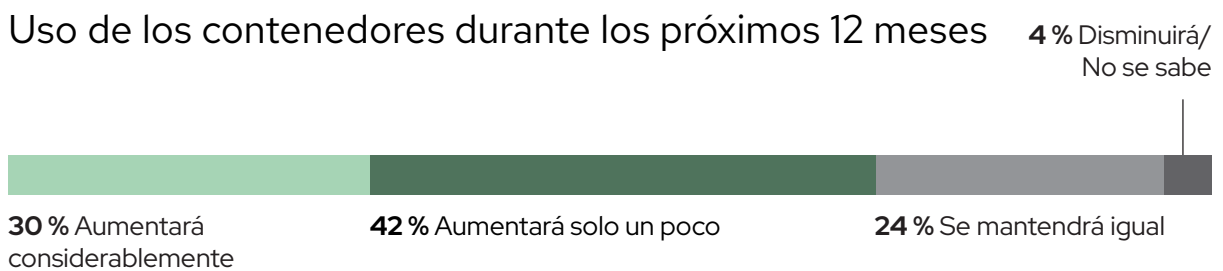 Uso de los contenedores durante los próximos 12 meses
4 % Disminuirá/
No se sabe
30 % Aumentará
considerablemente
42 % Aumentará solo un poco
24 % Se mantendrá igual